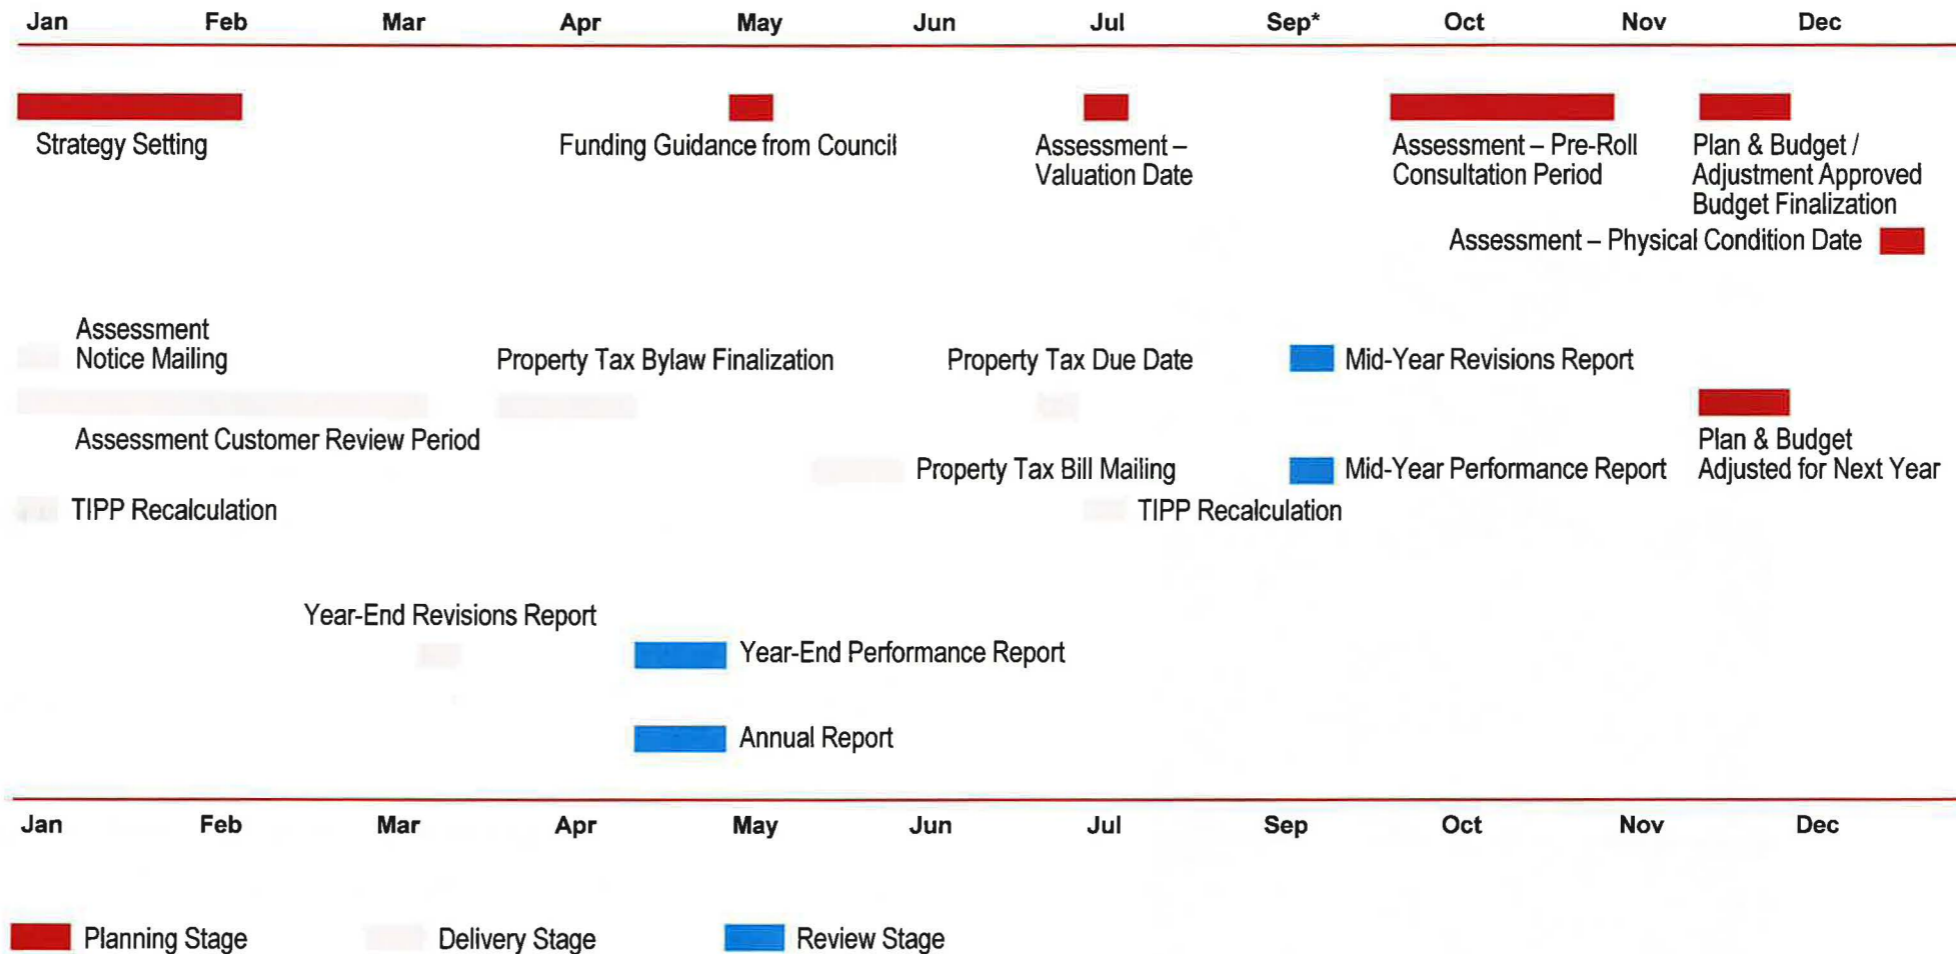 Jan Feb Mar Apr May Jun Jul Sep* Oct Nov Dec
Strategy Setting
Funding Guidance from Council
Assessment –
Valuation Date
Assessment – Pre-Roll
Consultation Period
Plan & Budget /
Adjustment Approved
Budget Finalization
Assessment – Physical Condition Date
Assessment
Notice Mailing
Property Tax Bylaw Finalization
Property Tax Due Date
Mid-Year Revisions Report
Assessment Customer Review Period
Property Tax Bill Mailing
Mid-Year Performance Report
Plan & Budget
Adjusted for Next Year
TIPP Recalculation
TIPP Recalculation
Year-End Revisions Report
Year-End Performance Report
Annual Report
Jan Feb Mar Apr May Jun Jul Sep Oct Nov Dec
Planning Stage
Delivery Stage
Review Stage